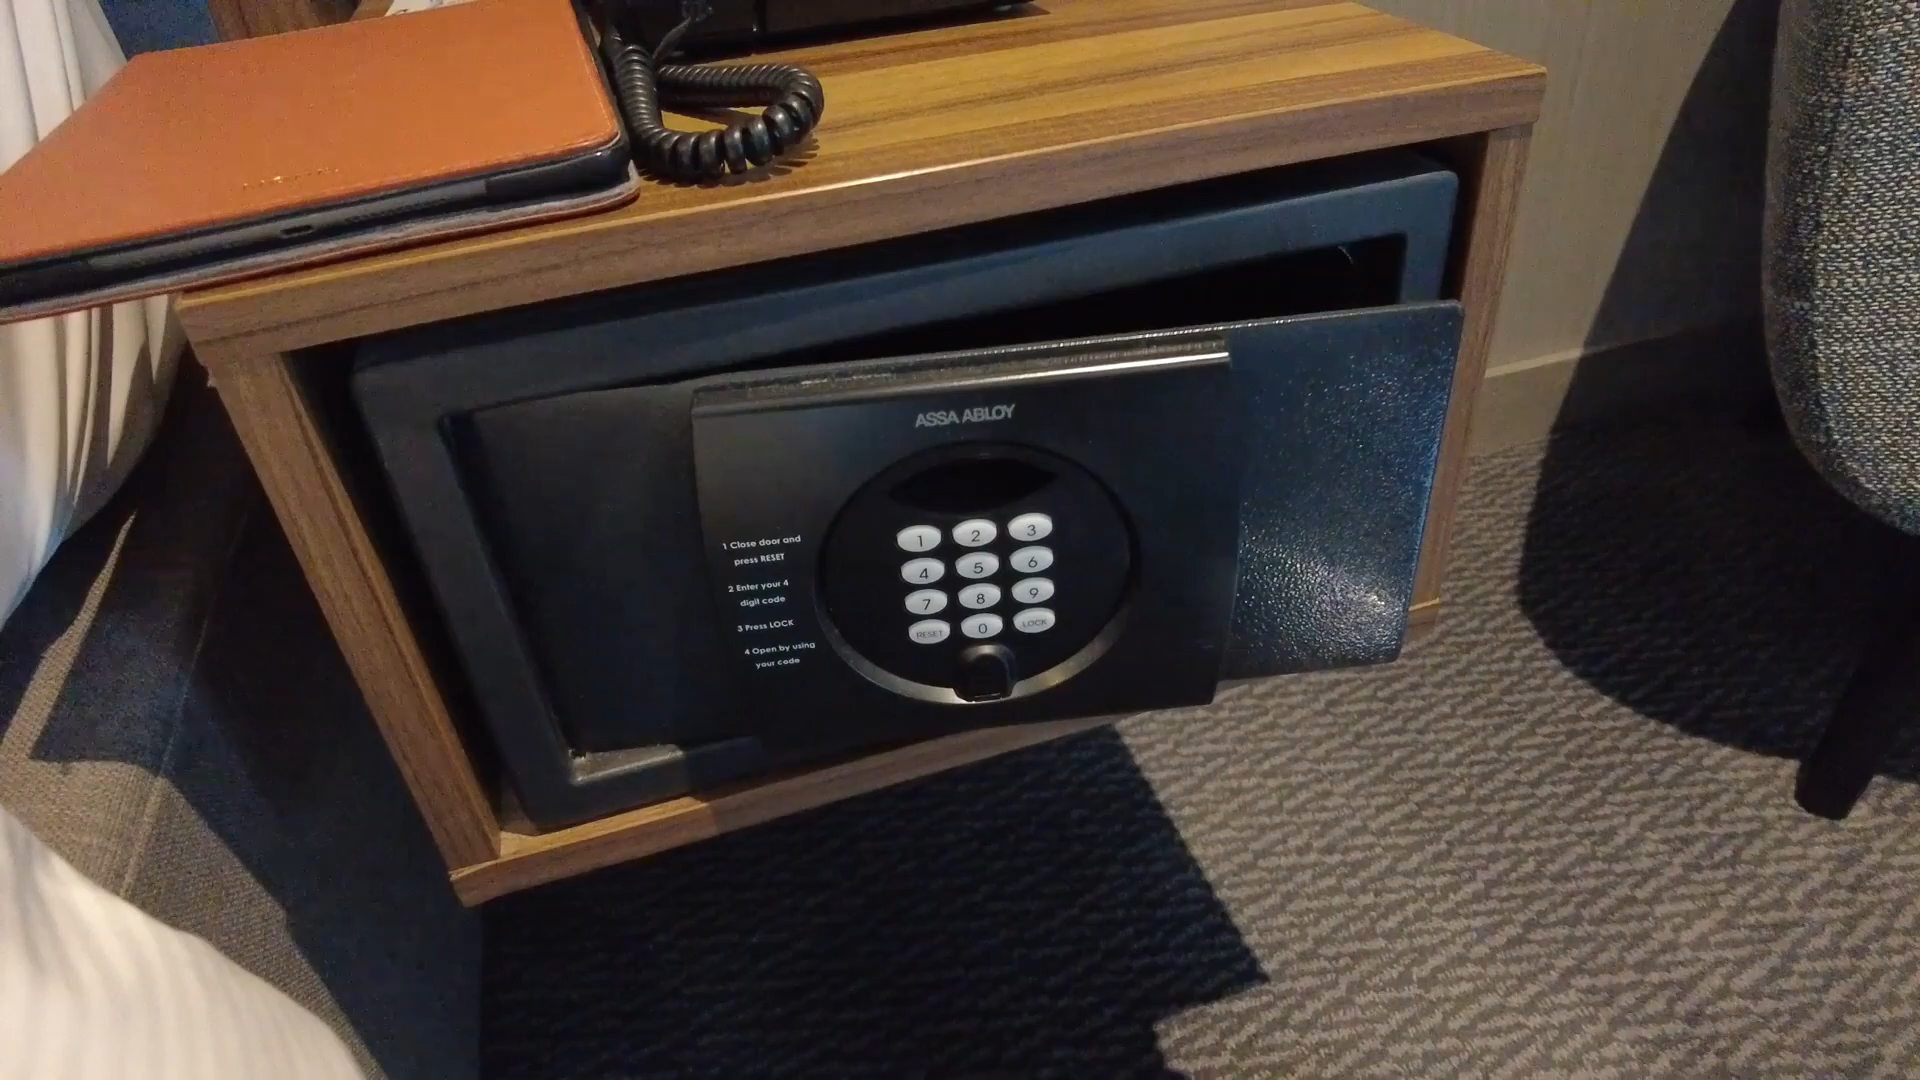 ASSA ABLOY
1 Close door and
press RESET
2 Enter your 4
digit code
3 Press LOCK
4 Open by using
your code
1 2 3
4 5 6
7 8 9
RESET 0 LOCK